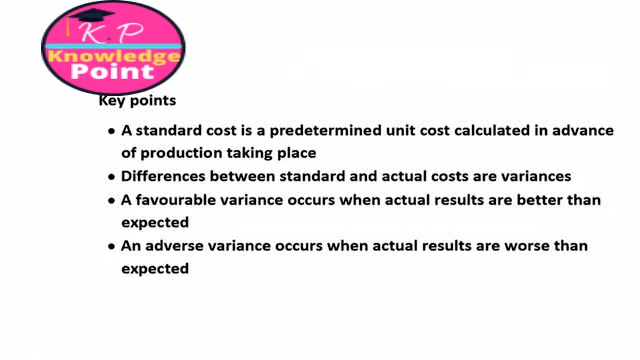 K.P
Knowledge
Point
Key points
• A standard cost is a predetermined unit cost calculated in advance
of production taking place
• Differences between standard and actual costs are variances
• A favourable variance occurs when actual results are better than
expected
• An adverse variance occurs when actual results are worse than
expected